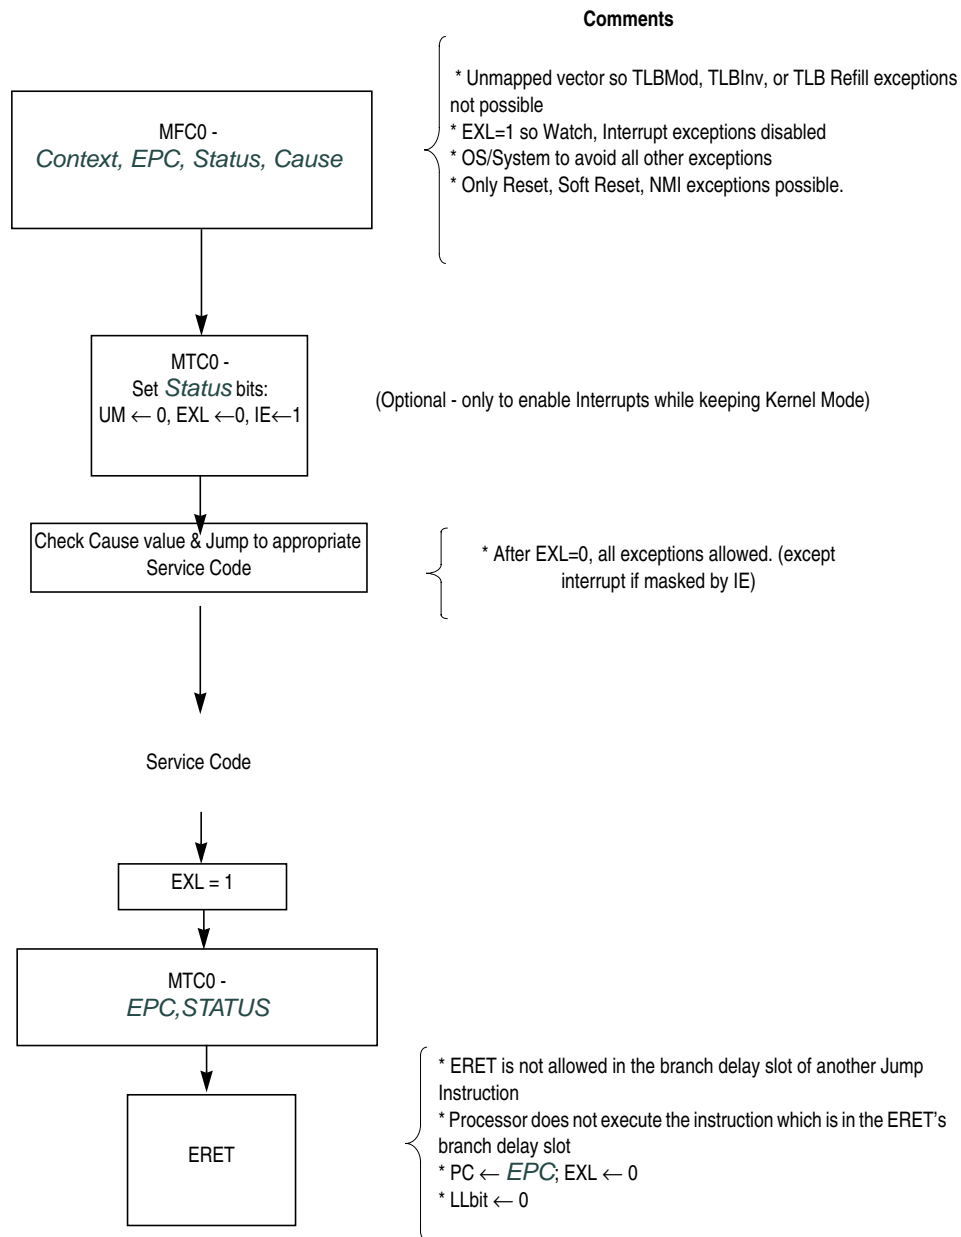 Comments
* Unmapped vector so TLBMod, TLBInv, or TLB Refill exceptions
not possible
* EXL=1 so Watch, Interrupt exceptions disabled
* OS/System to avoid all other exceptions
* Only Reset, Soft Reset, NMI exceptions possible.
MFC0 -
Context, EPC, Status, Cause
MTC0 -
Set Status bits:
UM ← 0, EXL ←0, IE←1
(Optional - only to enable Interrupts while keeping Kernel Mode)
Check Cause value & Jump to appropriate
Service Code
* After EXL=0, all exceptions allowed. (except
interrupt if masked by IE)
Service Code
EXL = 1
MTC0 -
EPC,STATUS
ERET
* ERET is not allowed in the branch delay slot of another Jump
Instruction
* Processor does not execute the instruction which is in the ERET's
branch delay slot
* PC ← EPC; EXL ← 0
* LLbit ← 0